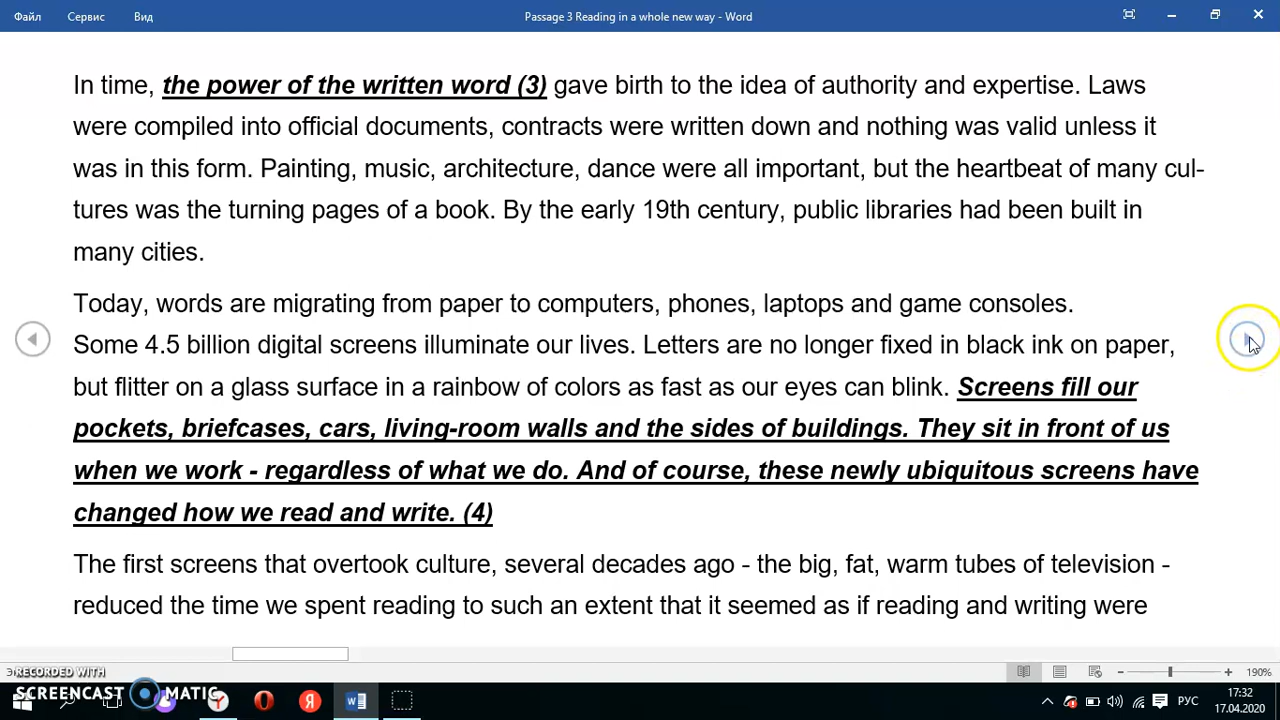 Файл Сервис Вид Passage 3 Reading in a whole new way - Word
In time, the power of the written word (3) gave birth to the idea of authority and expertise. Laws
were compiled into official documents, contracts were written down and nothing was valid unless it
was in this form. Painting, music, architecture, dance were all important, but the heartbeat of many cul-
tures was the turning pages of a book. By the early 19th century, public libraries had been built in
many cities.
Today, words are migrating from paper to computers, phones, laptops and game consoles.
Some 4.5 billion digital screens illuminate our lives. Letters are no longer fixed in black ink on paper,
but flitter on a glass surface in a rainbow of colors as fast as our eyes can blink. Screens fill our
pockets, briefcases, cars, living-room walls and the sides of buildings. They sit in front of us
when we work - regardless of what we do. And of course, these newly ubiquitous screens have
changed how we read and write. (4)
The first screens that overtook culture, several decades ago - the big, fat, warm tubes of television -
reduced the time we spent reading to such an extent that it seemed as if reading and writing were
190%
RECORDED WITH
SCREENCAST MATIC
РУС
17:32
17.04.2020